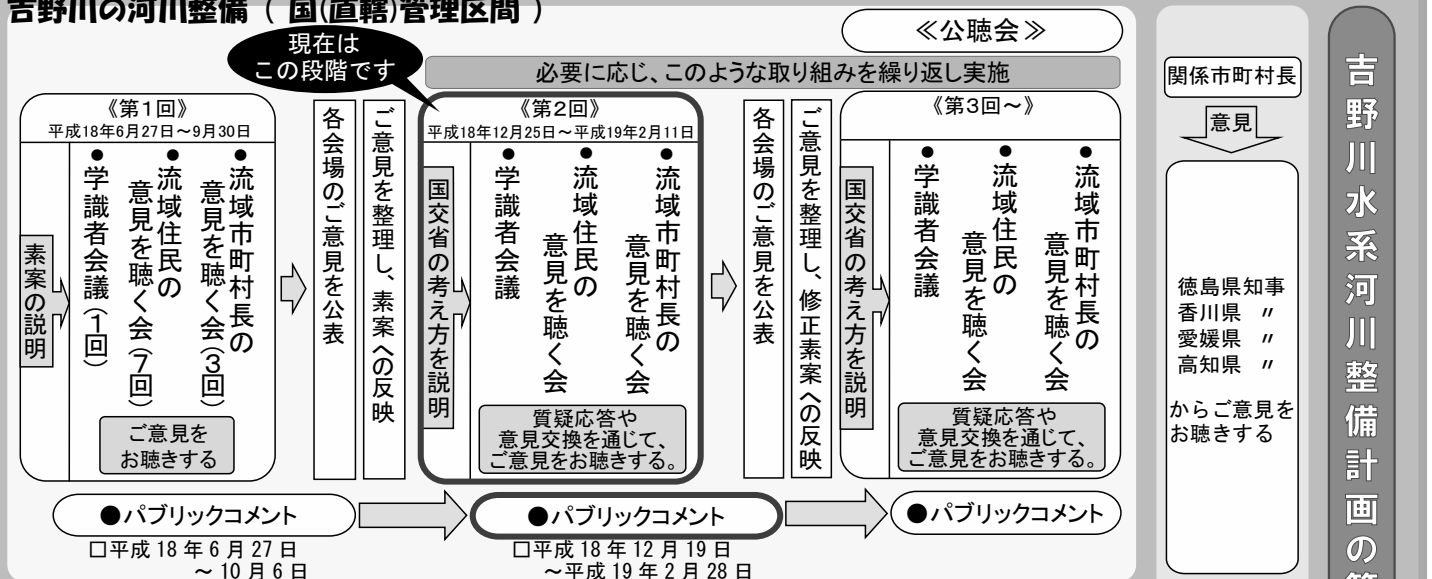 吉野川の河川整備（ 国(直轄)管理区間 ）
≪公聴会≫
現在は
この段階です
必要に応じ、このような取り組みを繰り返し実施
《第1回》
平成18年6月27日～9月30日
素案の説明
●学識者会議（1回）
●流域住民の
意見を聴く会（7回）
●流域市町村長の
意見を聴く会（3回）
ご意見を
お聴きする
各会場のご意見を公表
ご意見を整理し、素案への反映
《第2回》
平成18年12月25日～平成19年2月11日
国交省の考え方を説明
●学識者会議
●流域住民の
意見を聴く会
●流域市町村長の
意見を聴く会
質疑応答や
意見交換を通じて、
ご意見をお聴きする。
各会場のご意見を公表
ご意見を整理し、修正素案への反映
《第3回～》
国交省の考え方を説明
●学識者会議
●流域住民の
意見を聴く会
●流域市町村長の
意見を聴く会
質疑応答や
意見交換を通じて、
ご意見をお聴きする。
●パブリックコメント
□平成 18 年 6 月 27 日
～ 10 月 6 日
●パブリックコメント
□平成 18 年 12 月 19 日
～平成 19 年 2 月 28 日
●パブリックコメント
関係市町村長
意見
徳島県知事
香川県 〃
愛媛県 〃
高知県 〃
からご意見を
お聴きする
吉野川水系河川整備計画の